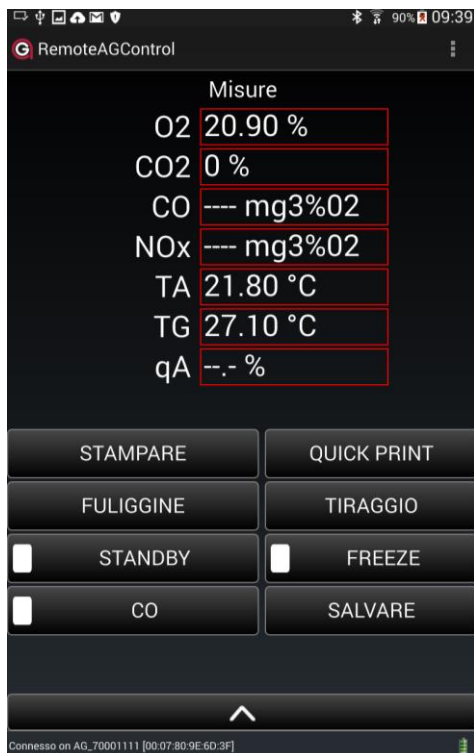 90% 09:39
RemoteAGControl
Misure
O2 20.90 %
CO2 0 %
CO ---- mg3%02
NOx ---- mg3%02
TA 21.80 °C
TG 27.10 °C
qA --.- %
STAMPARE QUICK PRINT
FULIGGINE TIRAGGIO
STANDBY FREEZE
CO SALVARE
Connesso on AG_70001111 [00:07:80:9E:6D:3F]